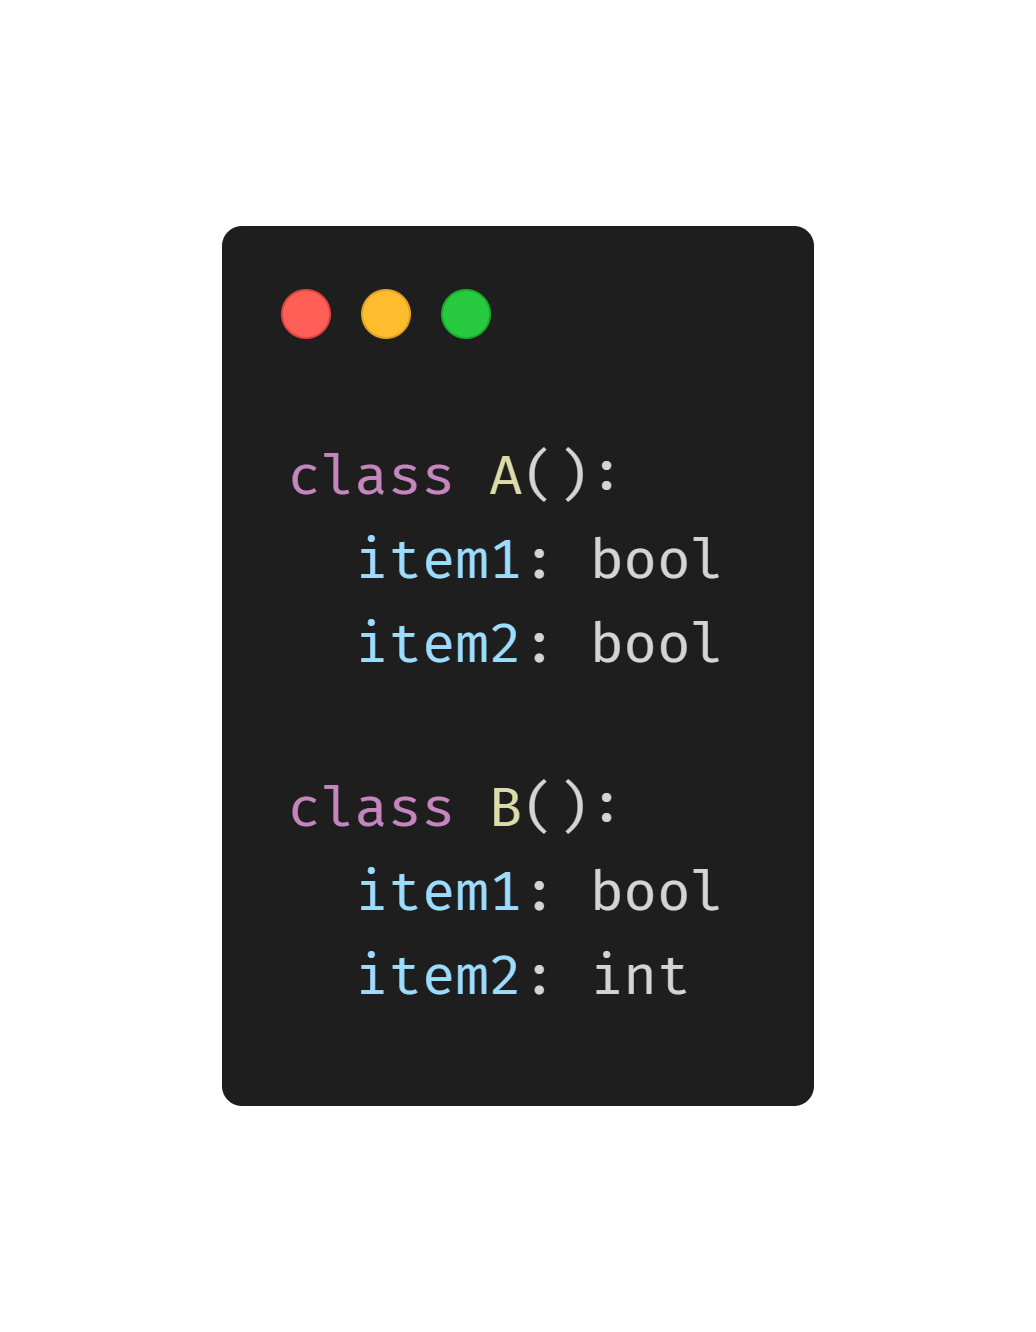 class A():
  item1: bool
  item2: bool

class B():
  item1: bool
  item2: int